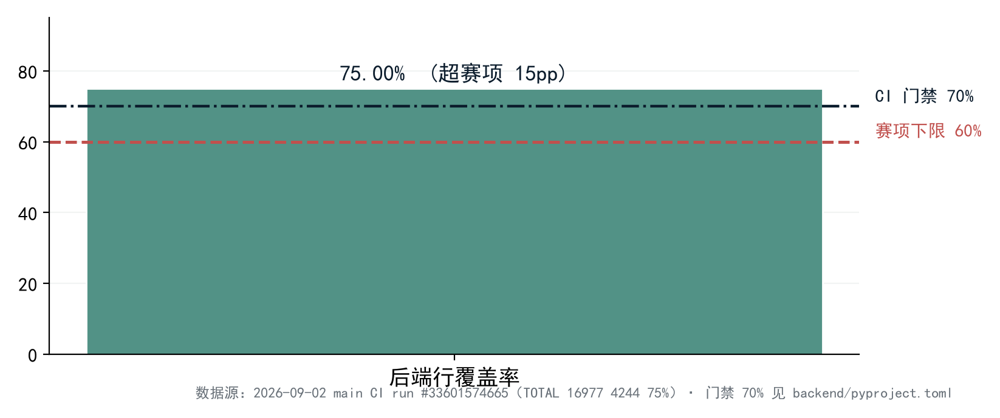 75.00% (超赛项 15pp)
CI 门禁 70%
赛项下限 60%
80
60
40
20
0
后端行覆盖率
数据源: 2026-09-02 main CI run #33601574665 (TOTAL 16977 4244 75%) · 门禁 70% 见 backend/pyproject.toml